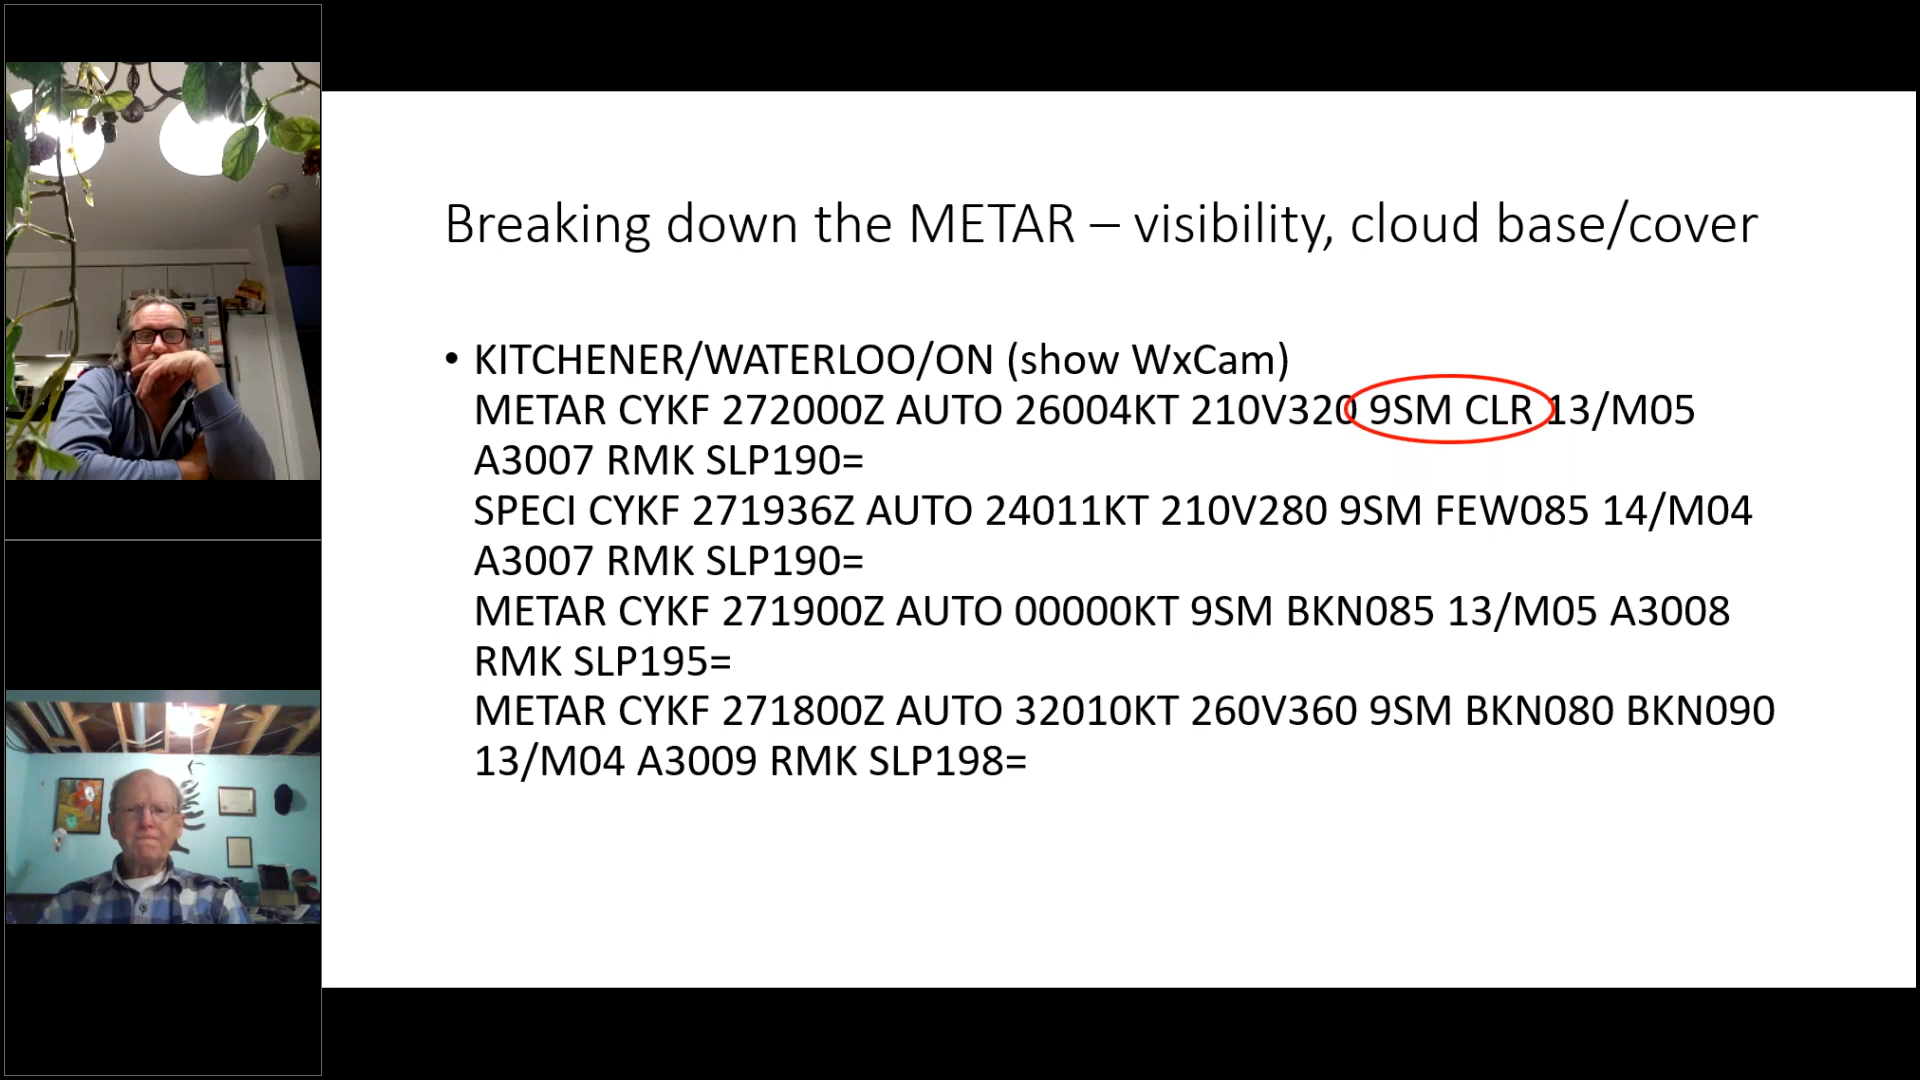 Breaking down the METAR – visibility, cloud base/cover
• KITCHENER/WATERLOO/ON (show WxCam)
METAR CYKF 272000Z AUTO 26004KT 210V320 9SM CLR 13/M05
A3007 RMK SLP190=
SPECI CYKF 271936Z AUTO 24011KT 210V280 9SM FEW085 14/M04
A3007 RMK SLP190=
METAR CYKF 271900Z AUTO 00000KT 9SM BKN085 13/M05 A3008
RMK SLP195=
METAR CYKF 271800Z AUTO 32010KT 260V360 9SM BKN080 BKN090
13/M04 A3009 RMK SLP198=